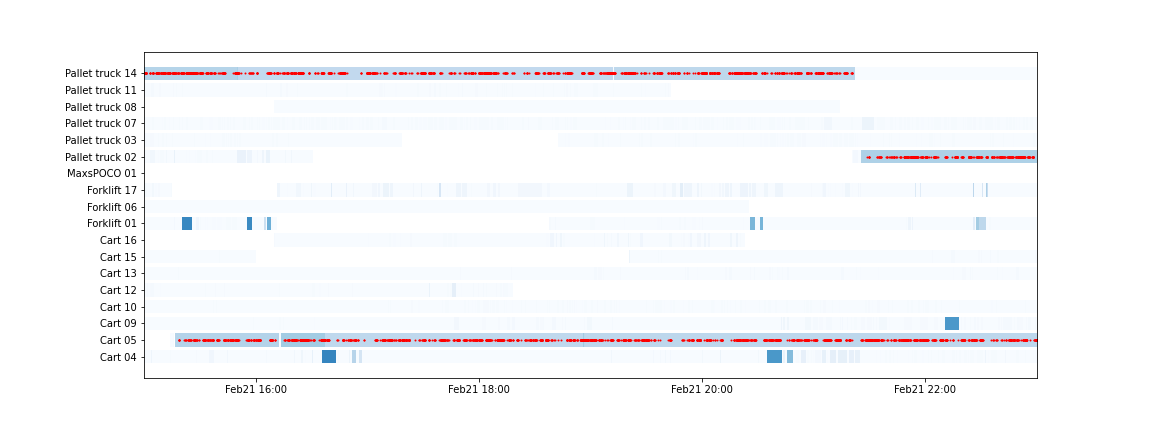 Pallet truck 14
Pallet truck 11
Pallet truck 08
Pallet truck 07
Pallet truck 03
Pallet truck 02
MaxsPOCO 01
Forklift 17
Forklift 06
Forklift 01
Cart 16
Cart 15
Cart 13
Cart 12
Cart 10
Cart 09
Cart 05
Cart 04
Feb21 16:00 Feb21 18:00 Feb21 20:00 Feb21 22:00